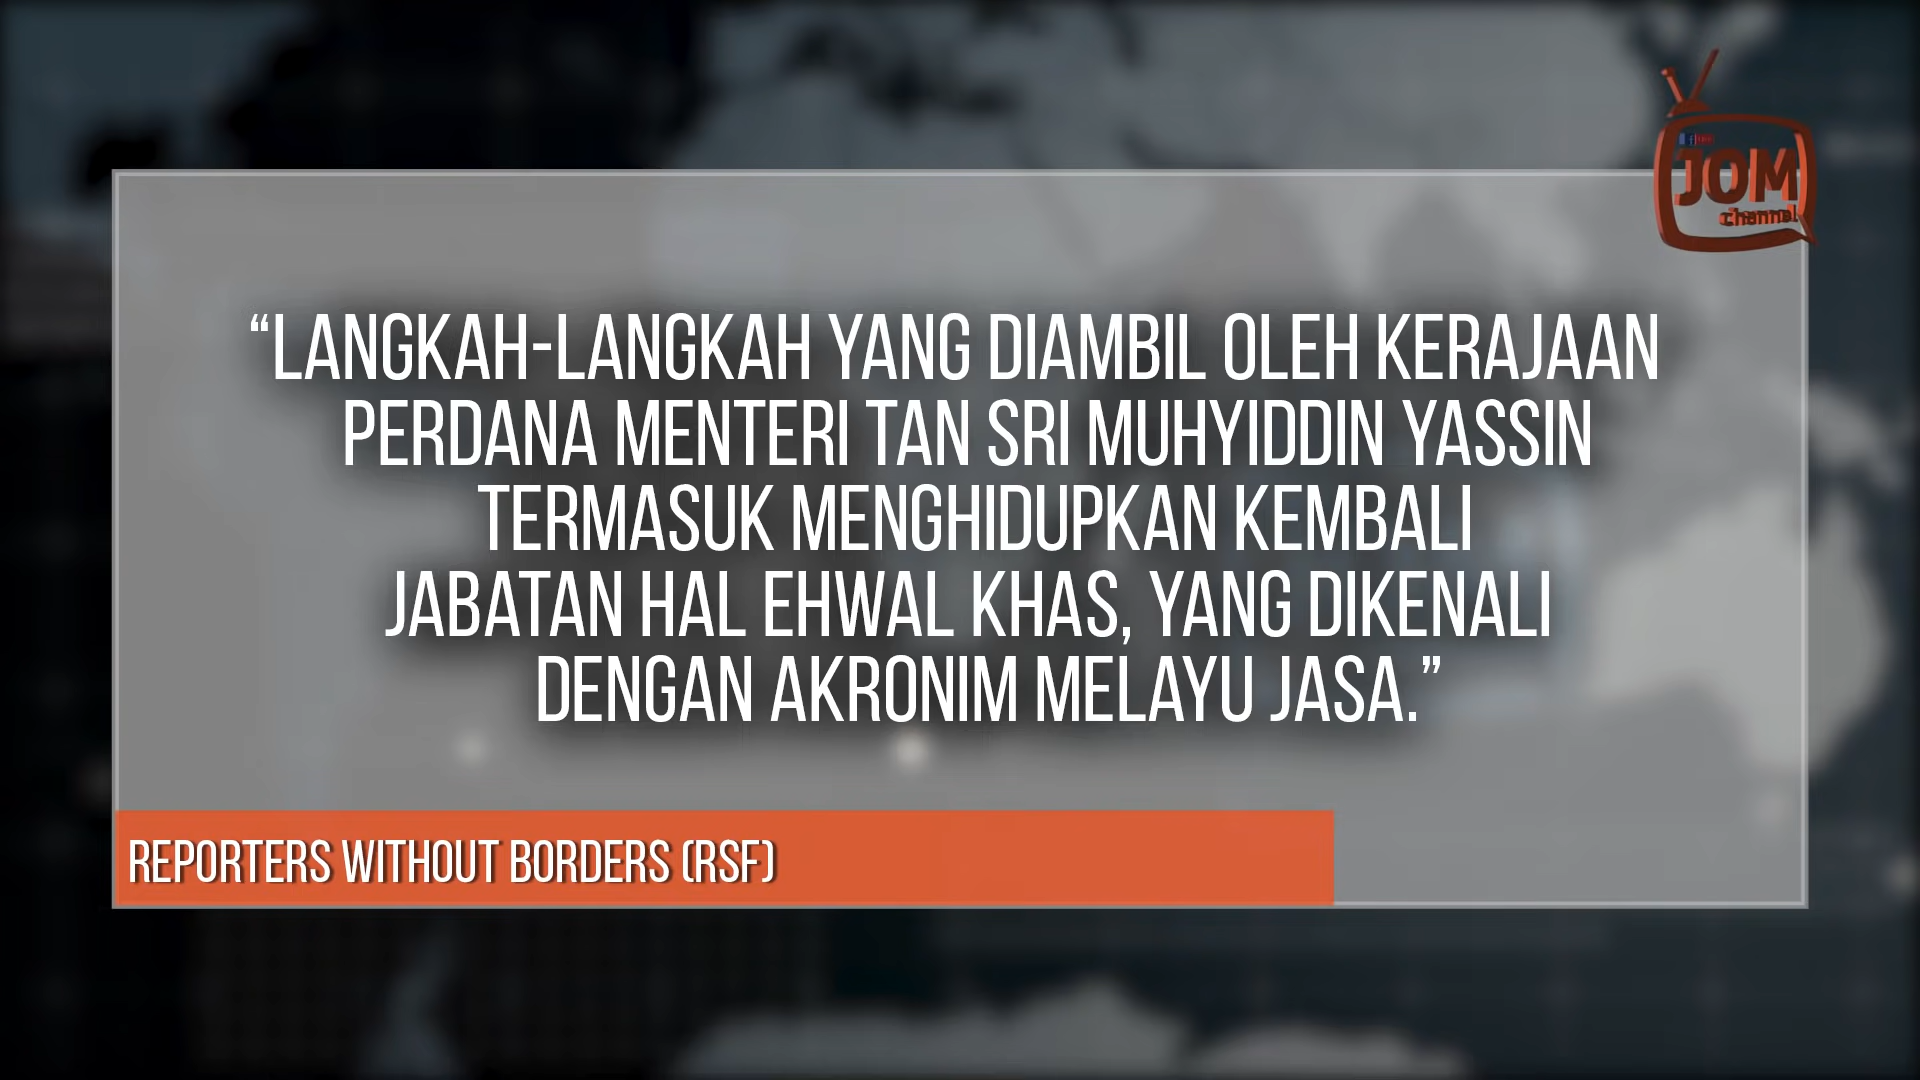 JOM
channel
“LANGKAH-LANGKAH YANG DIAMBIL OLEH KERAJAAN
PERDANA MENTERI TAN SRI MUHYIDDIN YASSIN
TERMASUK MENGHIDUPKAN KEMBALI
JABATAN HAL EHWAL KHAS, YANG DIKENALI
DENGAN AKRONIM MELAYU JASA.”
REPORTERS WITHOUT BORDERS (RSF)